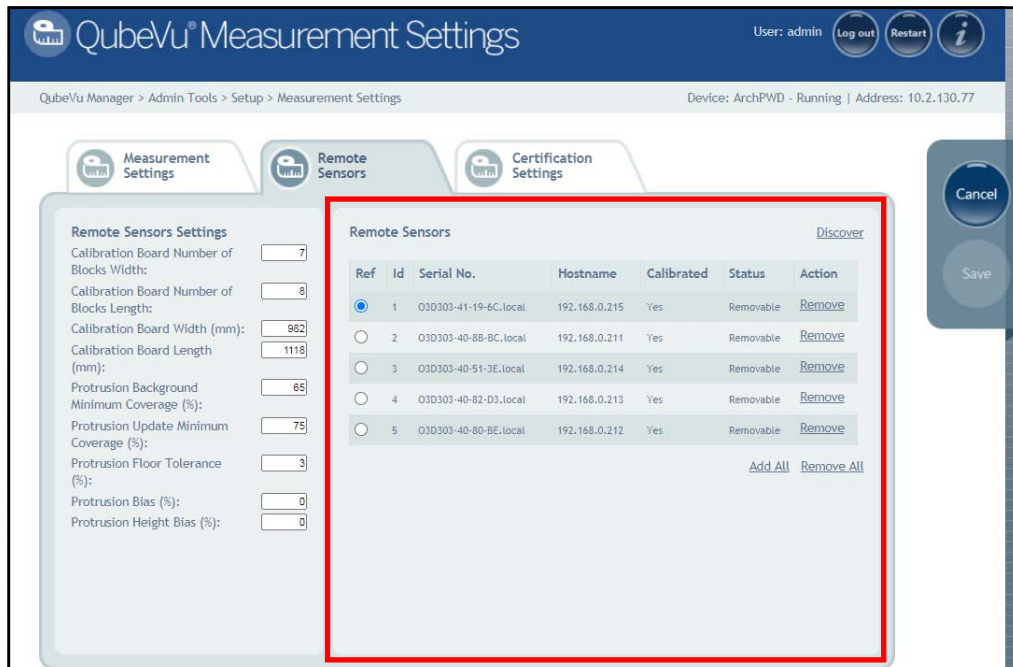 QubeVu® Measurement Settings
User: admin
Log out
Restart
i
QubeVu Manager > Admin Tools > Setup > Measurement Settings
Device: ArchPWD - Running | Address: 10.2.130.77
Measurement
Settings
Remote
Sensors
Certification
Settings
Cancel
Save
Remote Sensors Settings
Calibration Board Number of
Blocks Width: 7
Calibration Board Number of
Blocks Length: 8
Calibration Board Width (mm): 982
Calibration Board Length
(mm): 1118
Protrusion Background
Minimum Coverage (%): 65
Protrusion Update Minimum
Coverage (%): 75
Protrusion Floor Tolerance
(%): 3
Protrusion Bias (%): 0
Protrusion Height Bias (%): 0
Remote Sensors Discover
Ref Id Serial No. Hostname Calibrated Status Action
1 O3D303-41-19-6C.local 192.168.0.215 Yes Removable Remove
2 O3D303-40-8B-BC.local 192.168.0.211 Yes Removable Remove
3 O3D303-40-51-3E.local 192.168.0.214 Yes Removable Remove
4 O3D303-40-82-D3.local 192.168.0.213 Yes Removable Remove
5 O3D303-40-80-BE.local 192.168.0.212 Yes Removable Remove
Add All Remove All